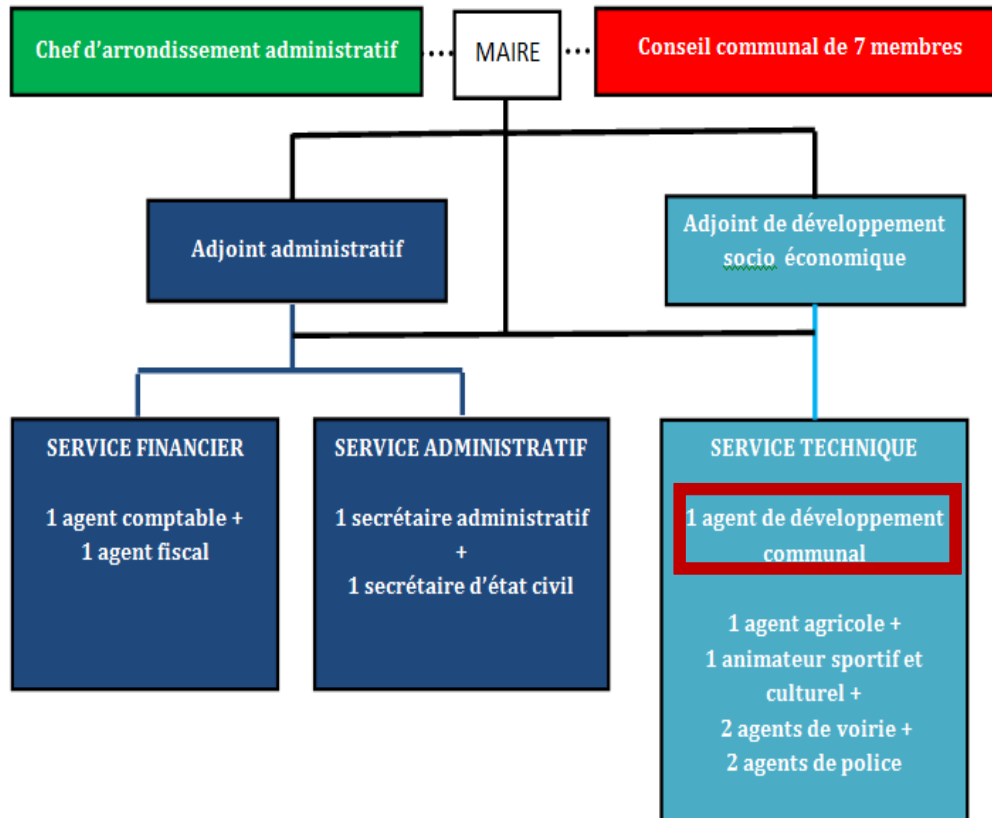 Chef d'arrondissement administratif
MAIRE
Conseil communal de 7 membres
Adjoint administratif
Adjoint de développement
socio économique
SERVICE FINANCIER
1 agent comptable +
1 agent fiscal
SERVICE ADMINISTRATIF
1 secrétaire administratif
+
1 secrétaire d'état civil
SERVICE TECHNIQUE
1 agent de développement
communal
1 agent agricole +
1 animateur sportif et
culturel +
2 agents de voirie +
2 agents de police